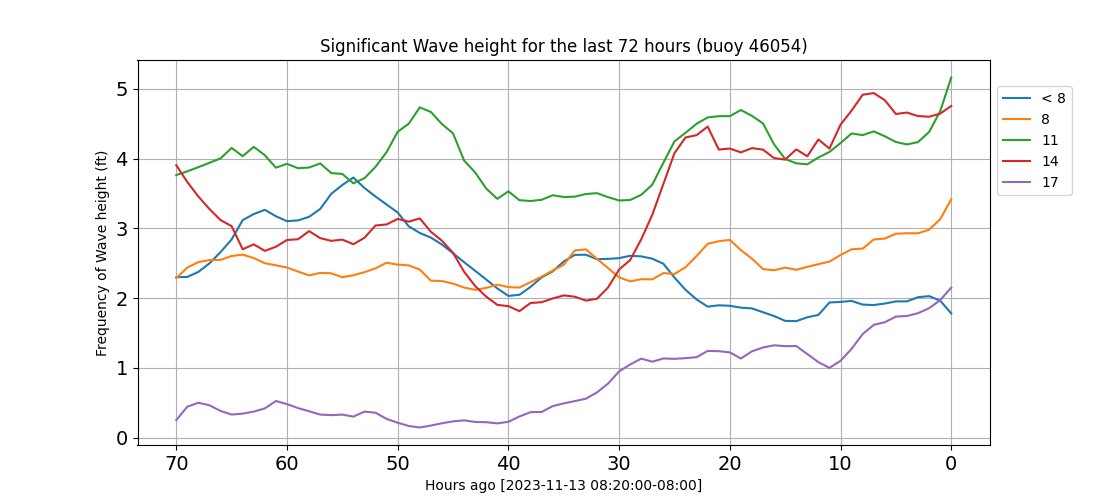 Significant Wave height for the last 72 hours (buoy 46054)
Frequency of Wave height (ft)
5
4
3
2
1
0
70 60 50 40 30 20 10 0
Hours ago [2023-11-13 08:20:00-08:00]
< 8
8
11
14
17